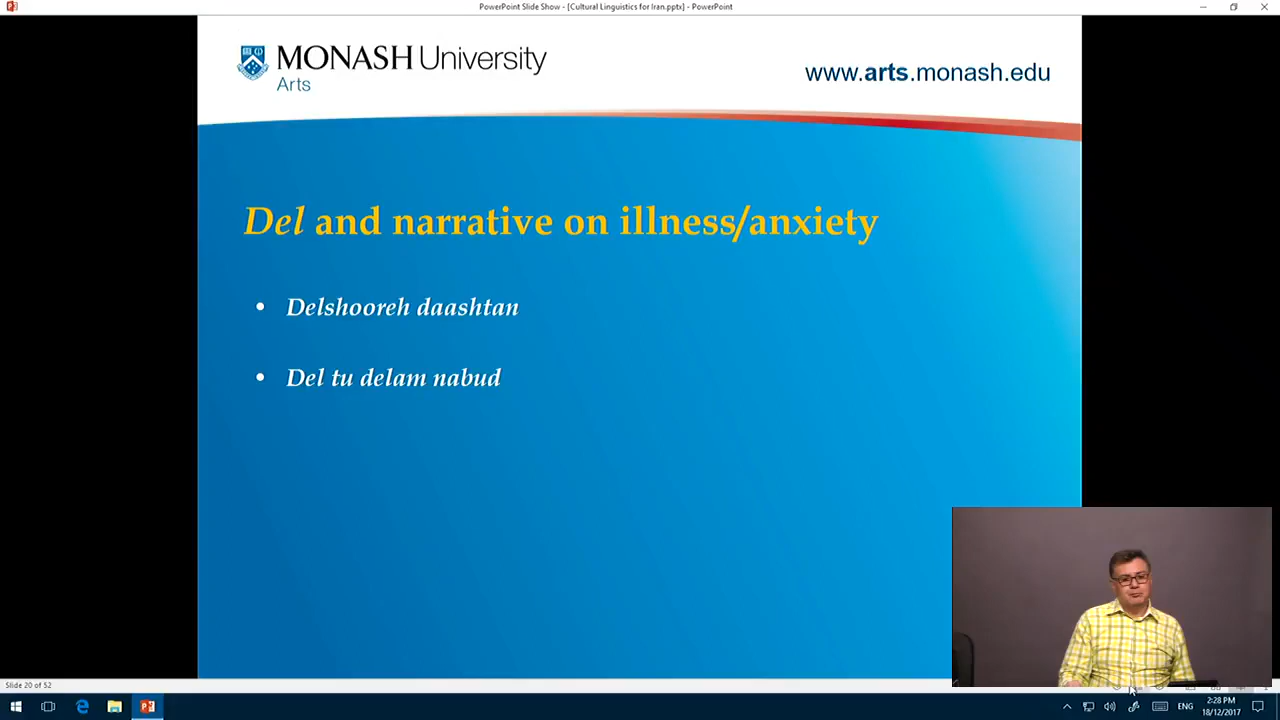 PowerPoint Slide Show - [Cultural Linguistics for Iran.pptx] - PowerPoint
MONASH University
Arts
www.arts.monash.edu
Del and narrative on illness/anxiety
• Delshooreh daashtan
• Del tu delam nabud
Slide 20 of 52
ENG
2:28 PM
18/12/2017